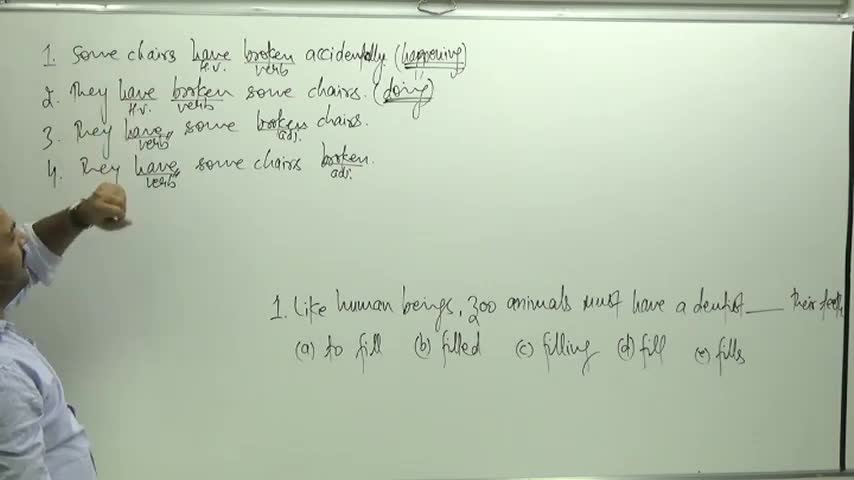 1. Some chairs have broken accidentally (happening)
H.V. verb
2. They have broken some chairs. (doing)
H.V. verb
3. They have some broken chairs.
verb adj.
4. They have some chairs broken.
verb adj.
1. Like human beings, zoo animals must have a dentist ___ their teeth
(a) to fill (b) filled (c) filling (d) fill (e) fills